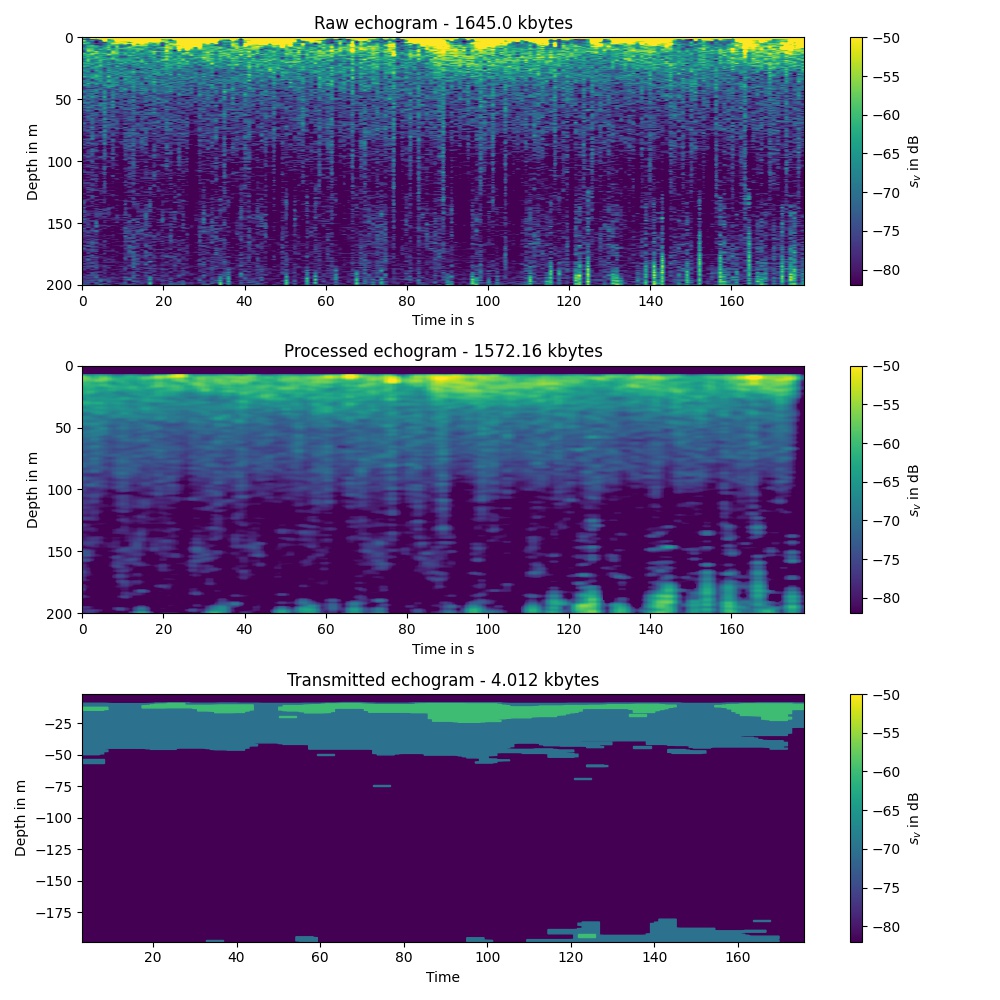 Raw echogram - 1645.0 kbytes
0
50
100
150
200
Depth in m
0 20 40 60 80 100 120 140 160
Time in s
−50
−55
−60
−65
−70
−75
−80
s_v in dB
Processed echogram - 1572.16 kbytes
0
50
100
150
200
Depth in m
0 20 40 60 80 100 120 140 160
Time in s
−50
−55
−60
−65
−70
−75
−80
s_v in dB
Transmitted echogram - 4.012 kbytes
−25
−50
−75
−100
−125
−150
−175
Depth in m
20 40 60 80 100 120 140 160
Time
−50
−55
−60
−65
−70
−75
−80
s_v in dB